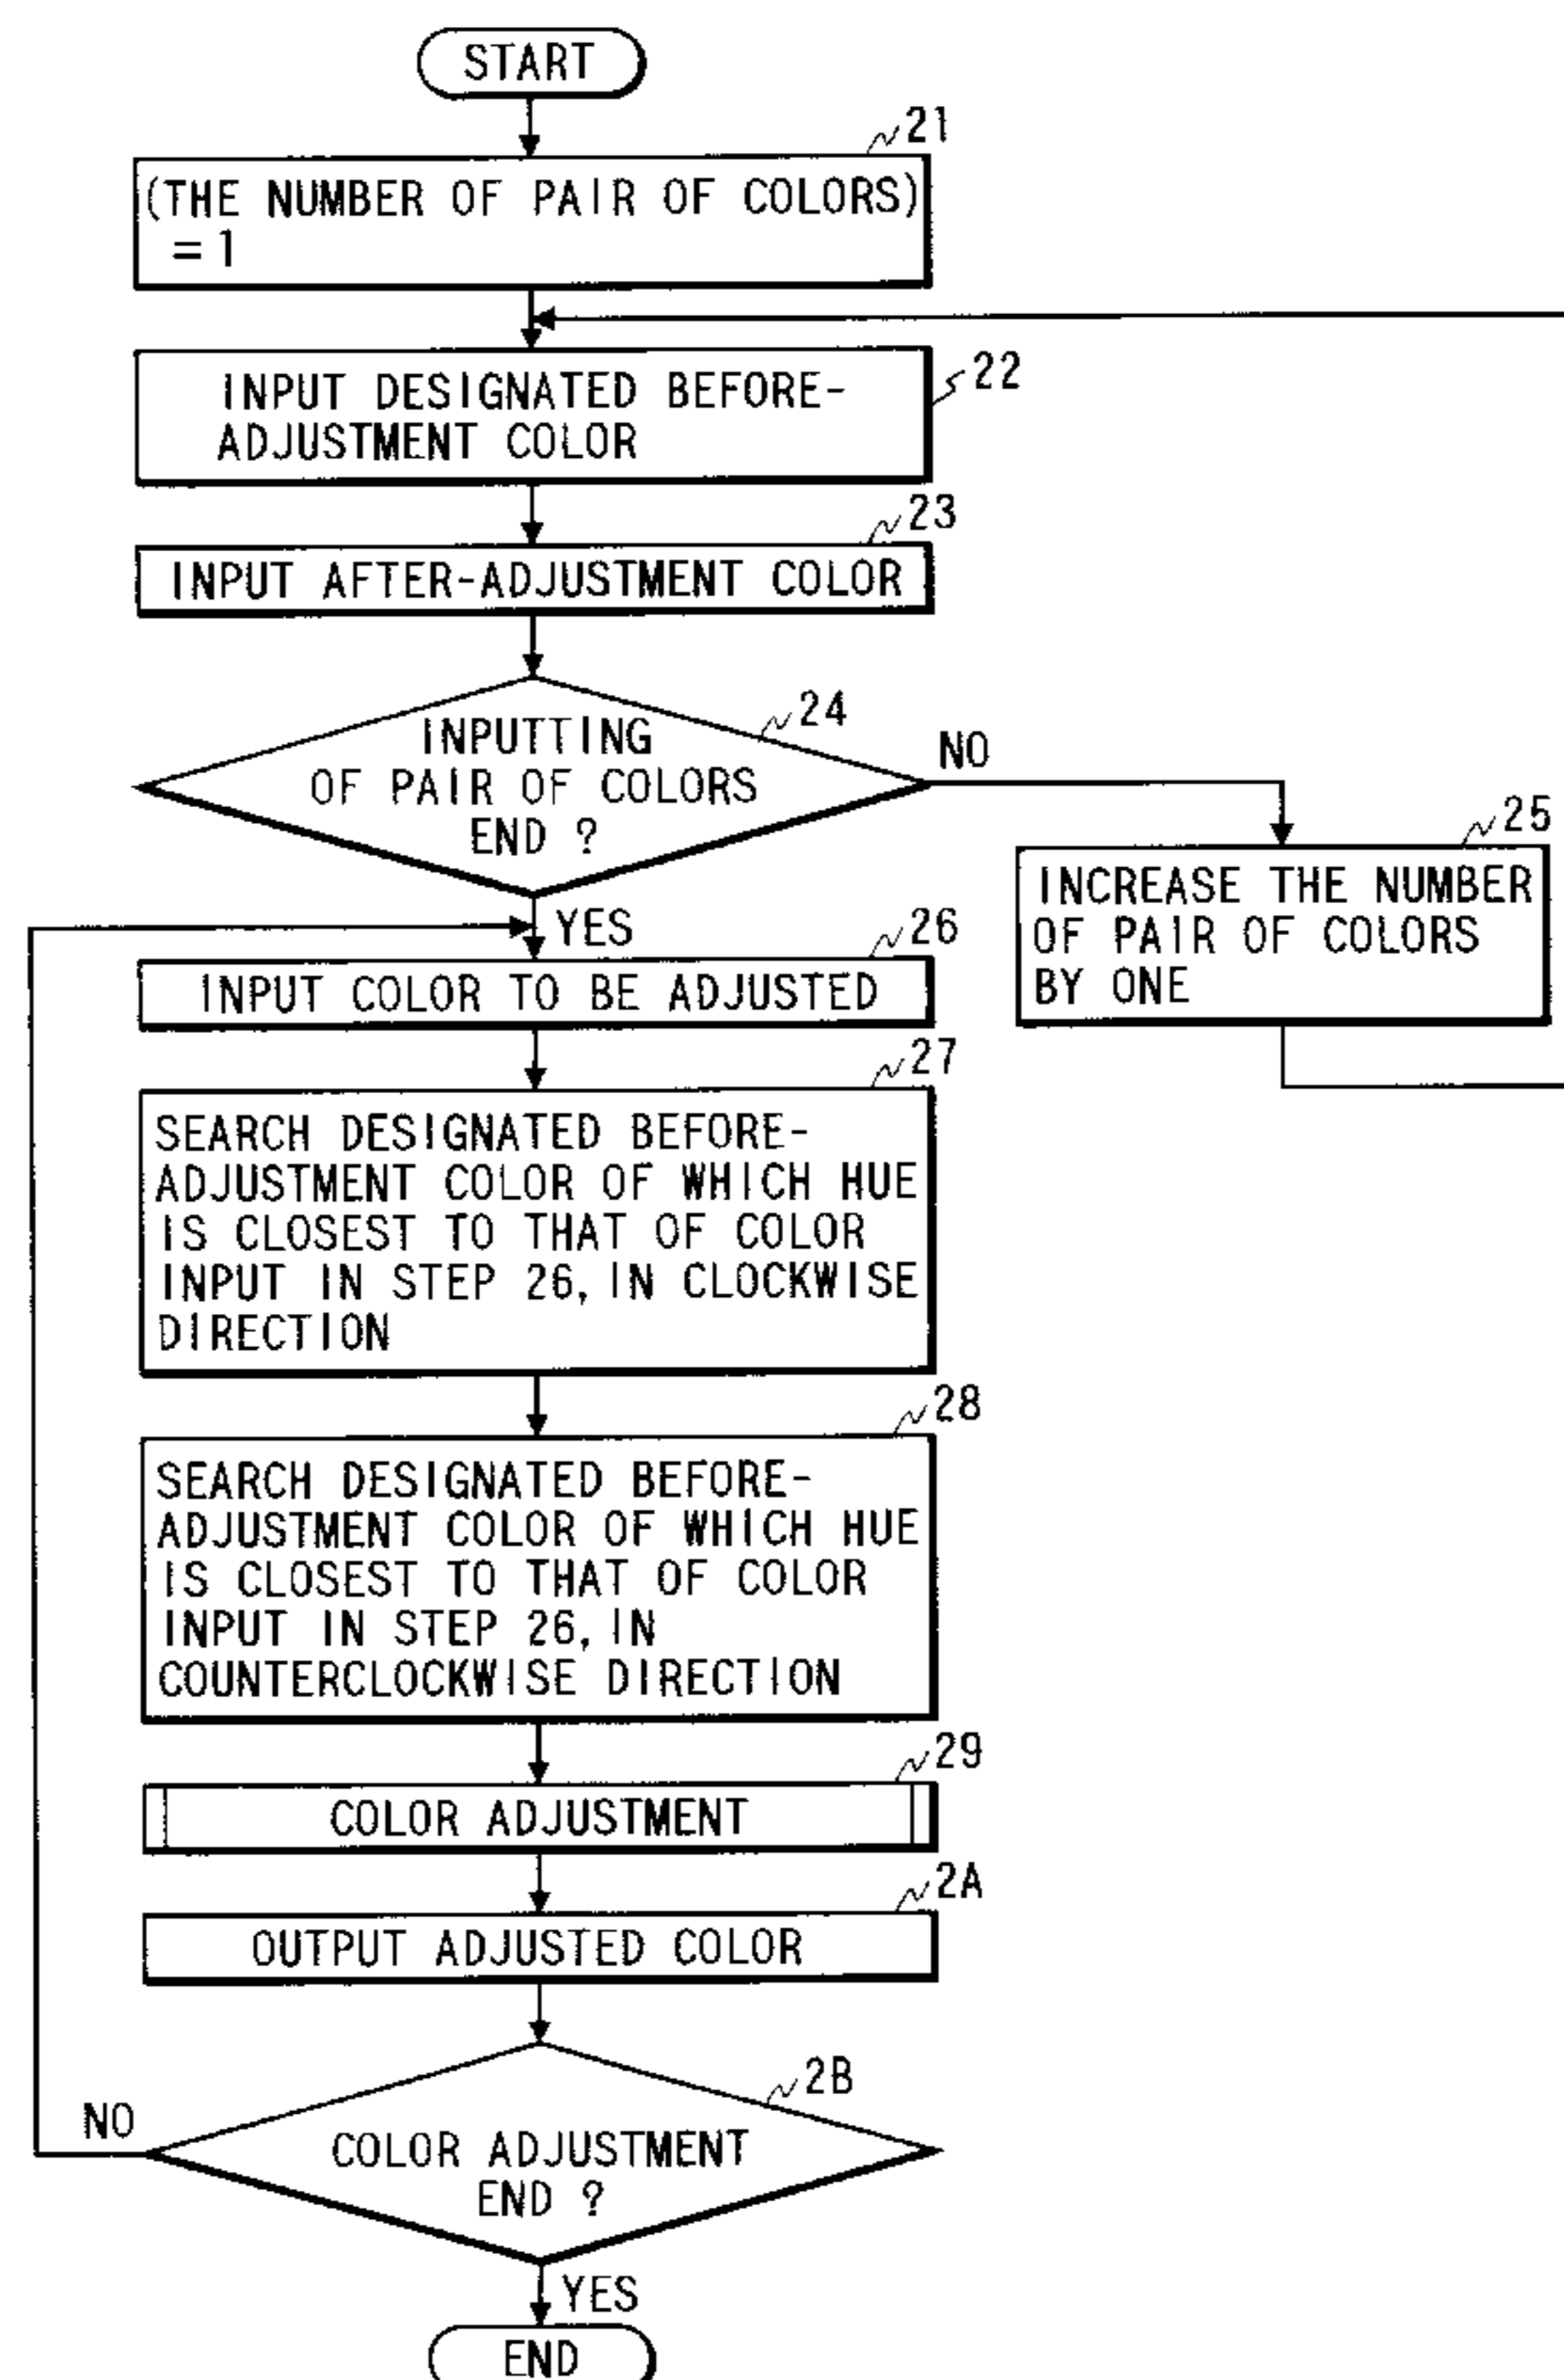 START
21
(THE NUMBER OF PAIR OF COLORS)
=1
22
INPUT DESIGNATED BEFORE-
ADJUSTMENT COLOR
23
INPUT AFTER-ADJUSTMENT COLOR
24
INPUTTING
OF PAIR OF COLORS
END ?
NO
25
INCREASE THE NUMBER
OF PAIR OF COLORS
BY ONE
YES
26
INPUT COLOR TO BE ADJUSTED
27
SEARCH DESIGNATED BEFORE-
ADJUSTMENT COLOR OF WHICH HUE
IS CLOSEST TO THAT OF COLOR
INPUT IN STEP 26, IN CLOCKWISE
DIRECTION
28
SEARCH DESIGNATED BEFORE-
ADJUSTMENT COLOR OF WHICH HUE
IS CLOSEST TO THAT OF COLOR
INPUT IN STEP 26, IN
COUNTERCLOCKWISE DIRECTION
29
COLOR ADJUSTMENT
2A
OUTPUT ADJUSTED COLOR
2B
NO
COLOR ADJUSTMENT
END ?
YES
END